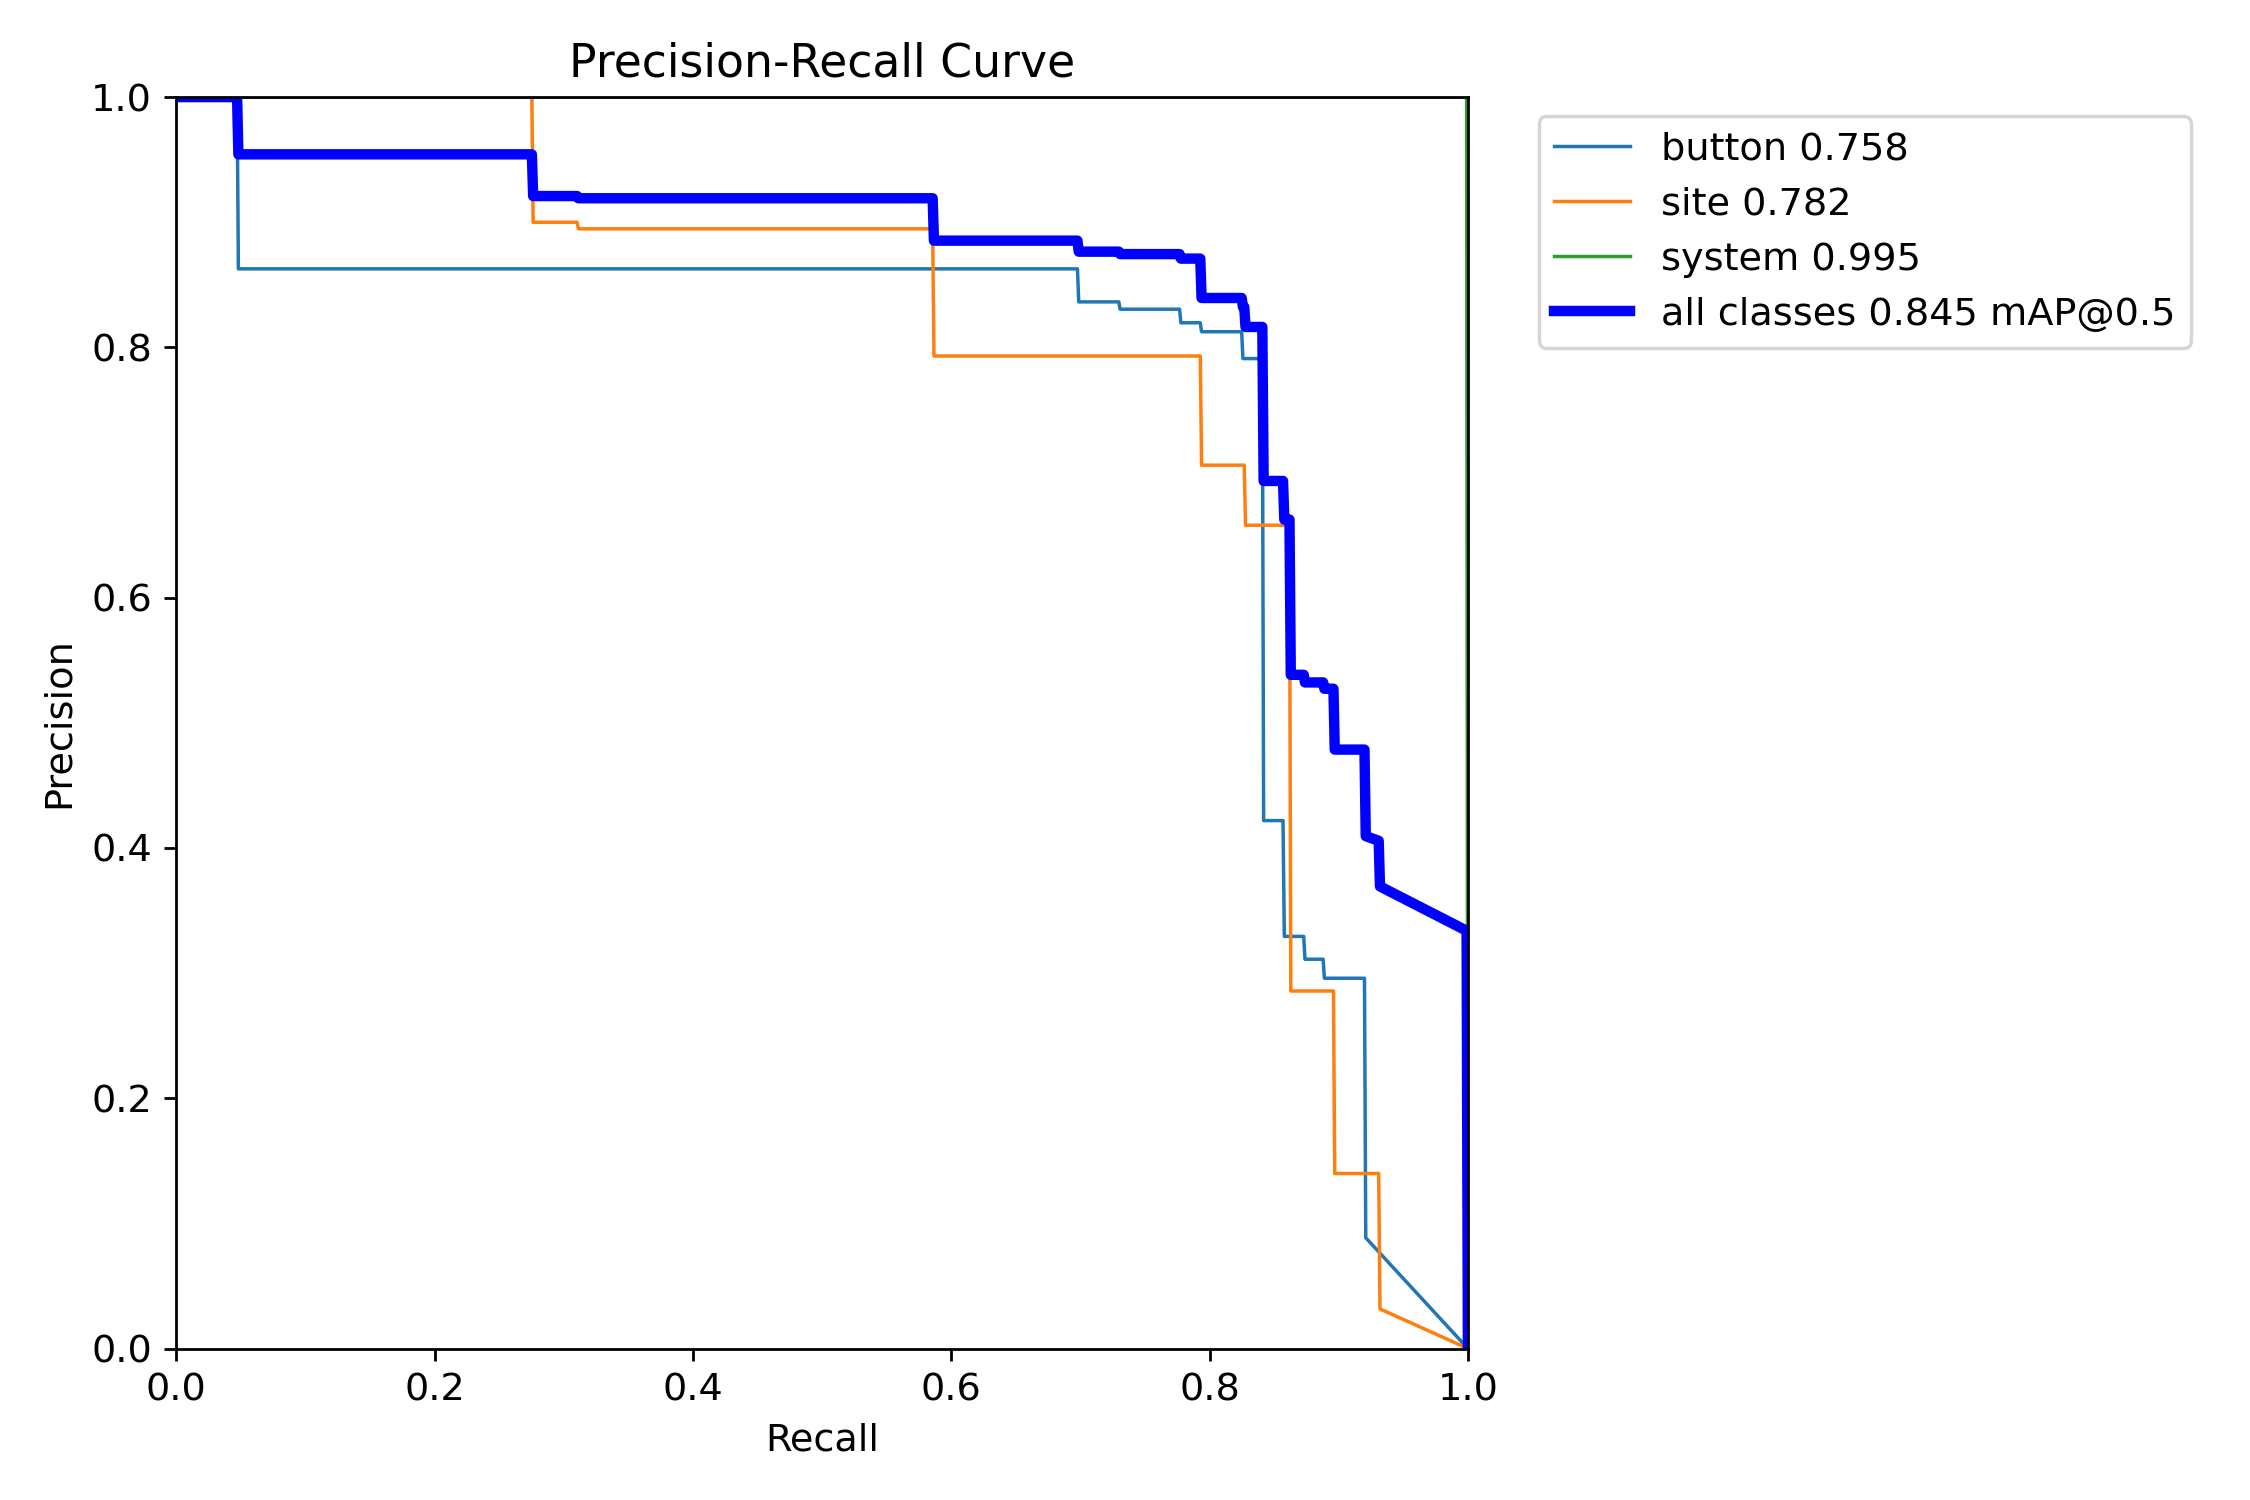 Precision-Recall Curve
1.0
0.8
0.6
0.4
0.2
0.0
Precision
0.0 0.2 0.4 0.6 0.8 1.0
Recall
button 0.758
site 0.782
system 0.995
all classes 0.845 mAP@0.5